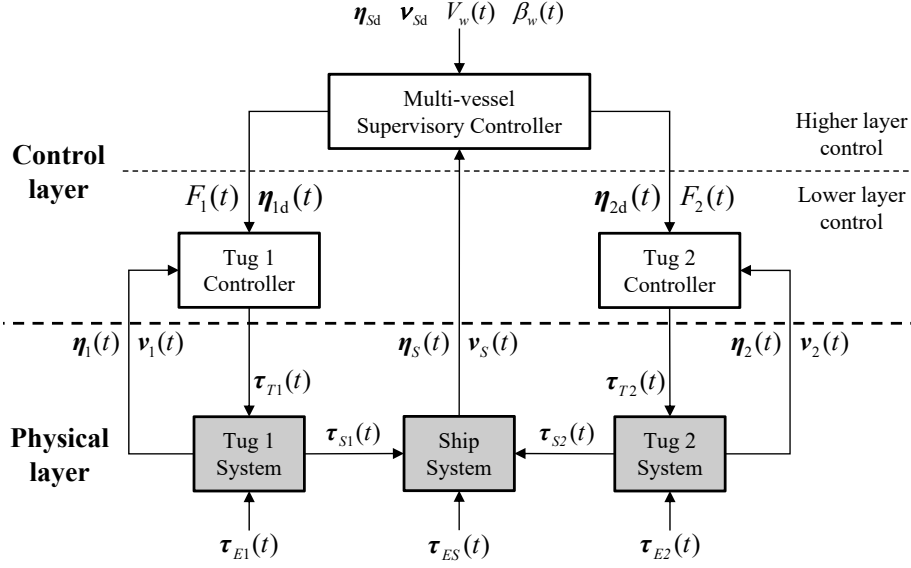 η_Sd ν_Sd V_w(t) β_w(t)
Multi-vessel
Supervisory Controller
Higher layer
control
Control
layer
Lower layer
control
F_1(t) η_1d(t)
η_2d(t) F_2(t)
Tug 1
Controller
Tug 2
Controller
η_1(t) ν_1(t)
η_S(t) ν_S(t)
η_2(t) ν_2(t)
τ_T1(t)
τ_T2(t)
Physical
layer
Tug 1
System
τ_S1(t)
Ship
System
τ_S2(t)
Tug 2
System
τ_E1(t)
τ_ES(t)
τ_E2(t)